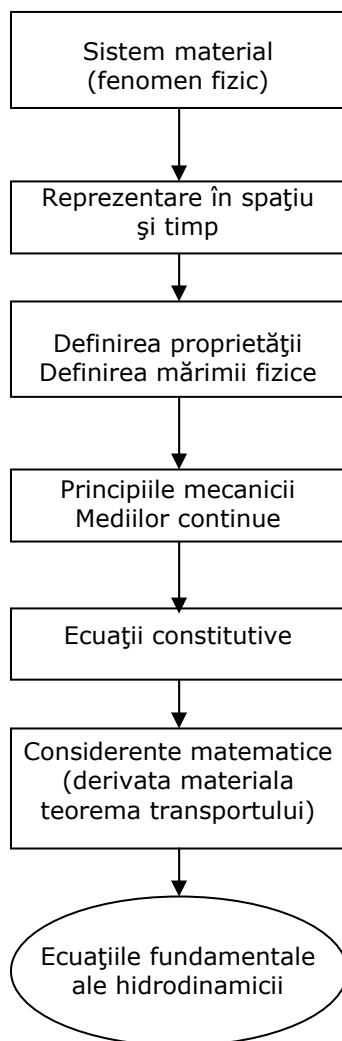 Sistem material
(fenomen fizic)
Reprezentare în spaţiu
şi timp
Definirea proprietăţii
Definirea mărimii fizice
Principiile mecanicii
Mediilor continue
Ecuaţii constitutive
Considerente matematice
(derivata materiala
teorema transportului)
Ecuaţiile fundamentale
ale hidrodinamicii